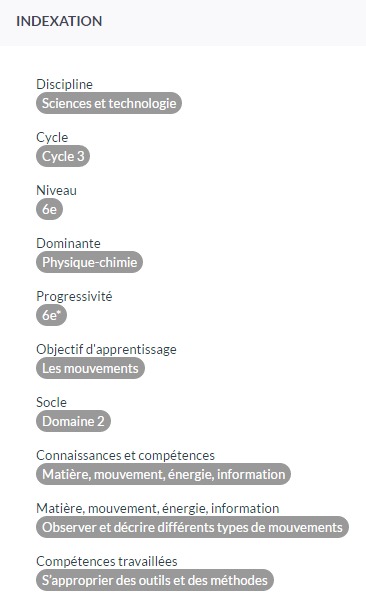 INDEXATION
Discipline
Sciences et technologie
Cycle
Cycle 3
Niveau
6e
Dominante
Physique-chimie
Progressivité
6e*
Objectif d'apprentissage
Les mouvements
Socle
Domaine 2
Connaissances et compétences
Matière, mouvement, énergie, information
Matière, mouvement, énergie, information
Observer et décrire différents types de mouvements
Compétences travaillées
S'approprier des outils et des méthodes